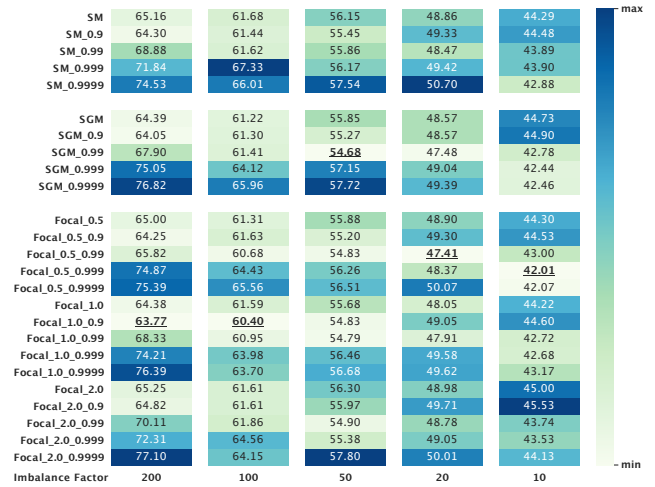 SM 65.16 61.68 56.15 48.86 44.29 max
SM_0.9 64.30 61.44 55.45 49.33 44.48
SM_0.99 68.88 61.62 55.86 48.47 43.89
SM_0.999 71.84 67.33 56.17 49.42 43.90
SM_0.9999 74.53 66.01 57.54 50.70 42.88
SGM 64.39 61.22 55.85 48.57 44.73
SGM_0.9 64.05 61.30 55.27 48.57 44.90
SGM_0.99 67.90 61.41 54.68 47.48 42.78
SGM_0.999 75.05 64.12 57.15 49.04 42.44
SGM_0.9999 76.82 65.96 57.72 49.39 42.46
Focal_0.5 65.00 61.31 55.88 48.90 44.30
Focal_0.5_0.9 64.25 61.63 55.20 49.30 44.53
Focal_0.5_0.99 65.82 60.68 54.83 47.41 43.00
Focal_0.5_0.999 74.87 64.43 56.26 48.37 42.01
Focal_0.5_0.9999 75.39 65.56 56.51 50.07 42.07
Focal_1.0 64.38 61.59 55.68 48.05 44.22
Focal_1.0_0.9 63.77 60.40 54.83 49.05 44.60
Focal_1.0_0.99 68.33 60.95 54.79 47.91 42.72
Focal_1.0_0.999 74.21 63.98 56.46 49.58 42.68
Focal_1.0_0.9999 76.39 63.70 56.68 49.62 43.17
Focal_2.0 65.25 61.61 56.30 48.98 45.00
Focal_2.0_0.9 64.82 61.61 55.97 49.71 45.53
Focal_2.0_0.99 70.11 61.86 54.90 48.78 43.74
Focal_2.0_0.999 72.31 64.56 55.38 49.05 43.53
Focal_2.0_0.9999 77.10 64.15 57.80 50.01 44.13 min
Imbalance Factor 200 100 50 20 10